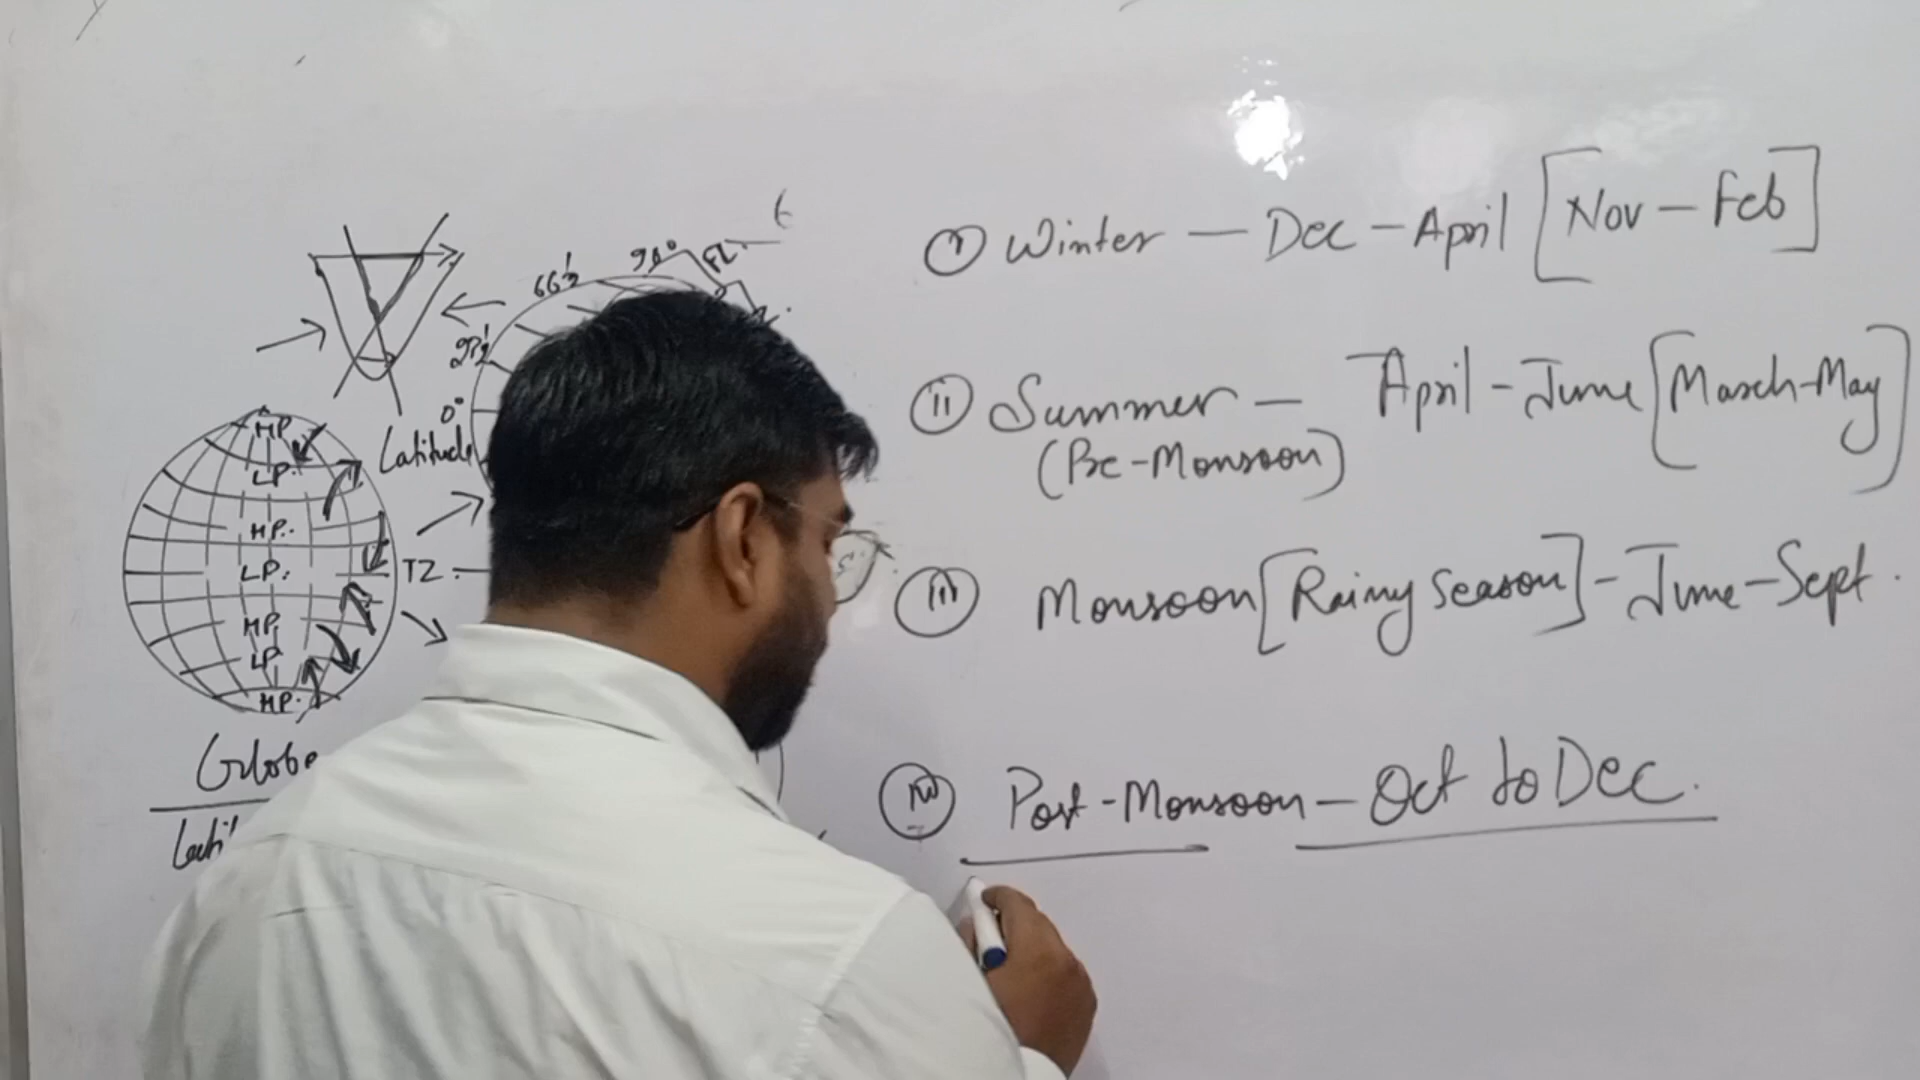 (i) Winter — Dec - April [Nov — Feb]
(ii) Summer — April - June [March-May]
(Pre-Monsoon)
(iii) Monsoon [Rainy Season] - June - Sept.
(iv) Post-Monsoon — Oct to Dec.
90°
66½
23½
0°
Latitude
TZ
HP
LP.
HP.
LP.
HP
LP
HP.
Globe